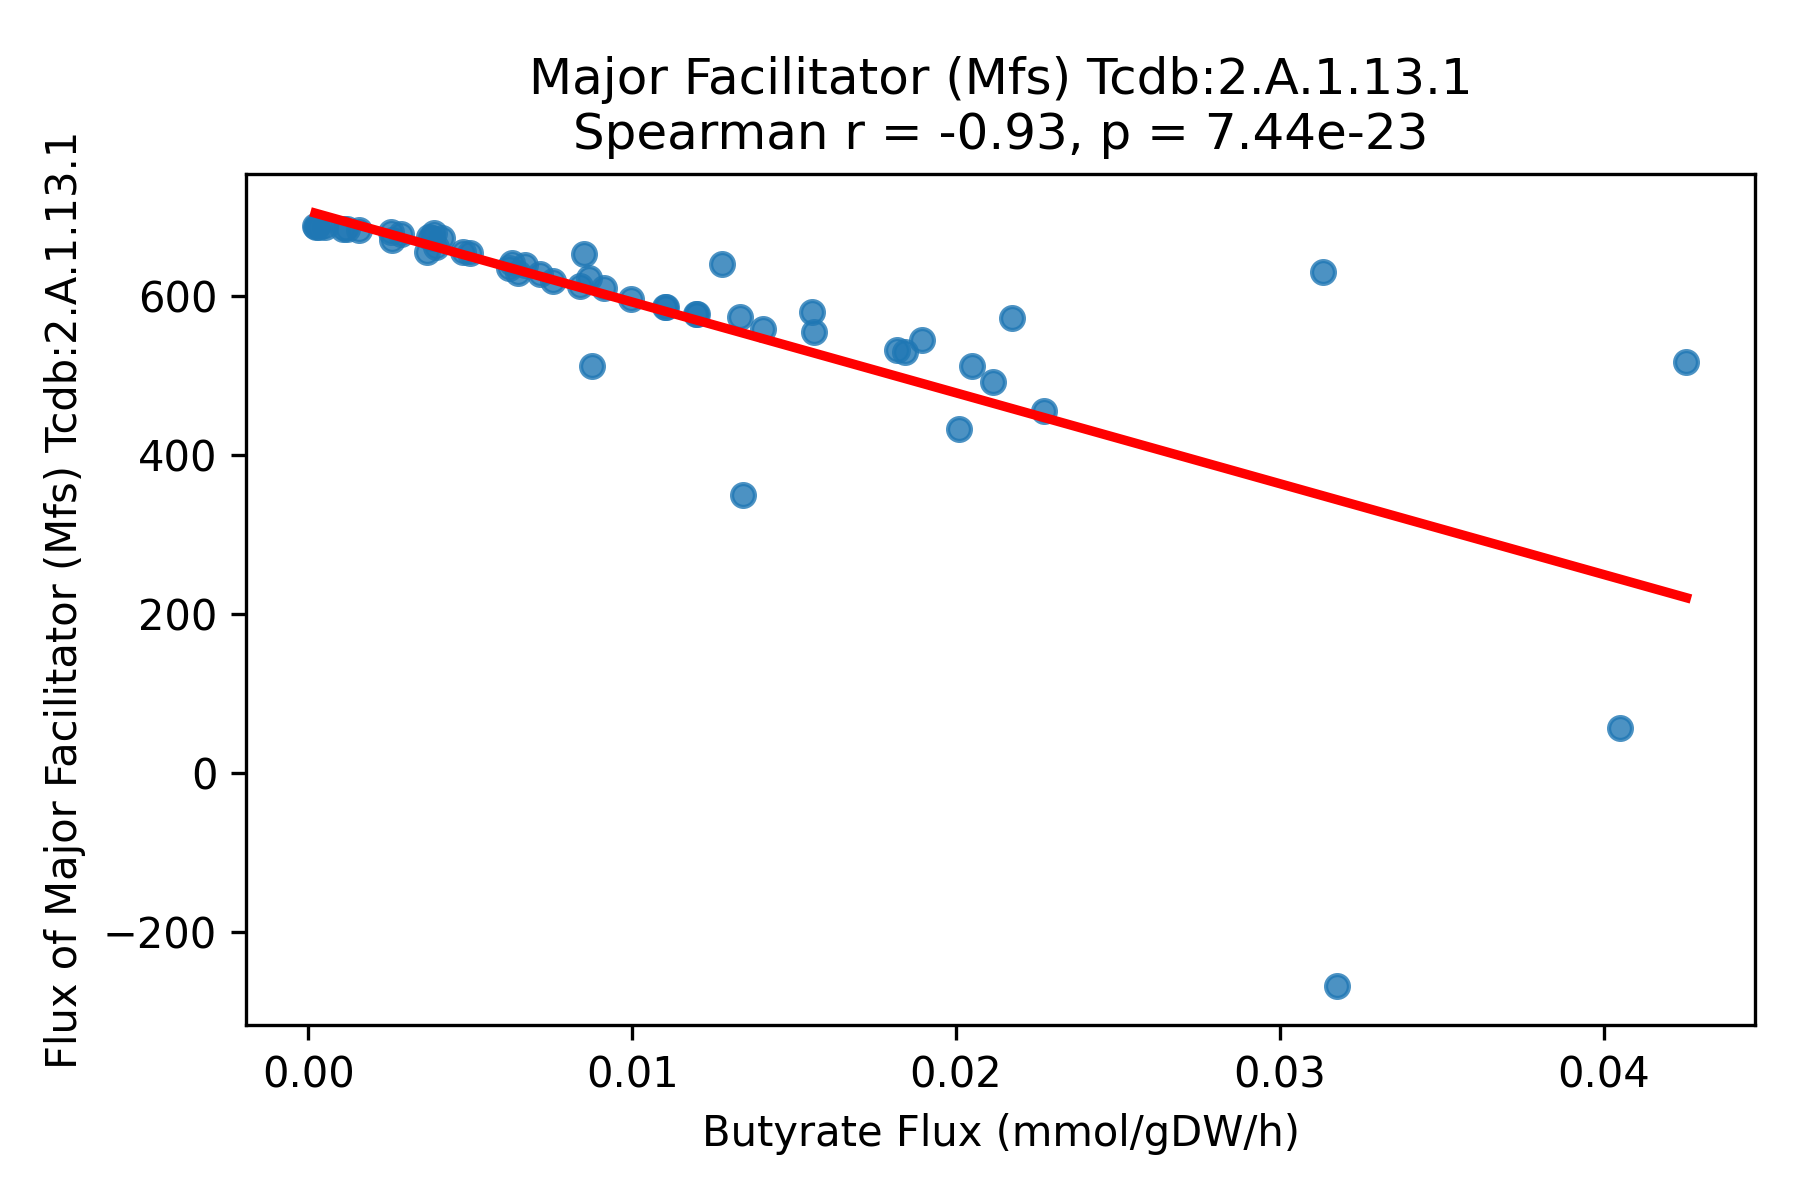 Major Facilitator (Mfs) Tcdb:2.A.1.13.1
Spearman r = -0.93, p = 7.44e-23
Flux of Major Facilitator (Mfs) Tcdb:2.A.1.13.1
600
400
200
0
−200
0.00 0.01 0.02 0.03 0.04
Butyrate Flux (mmol/gDW/h)